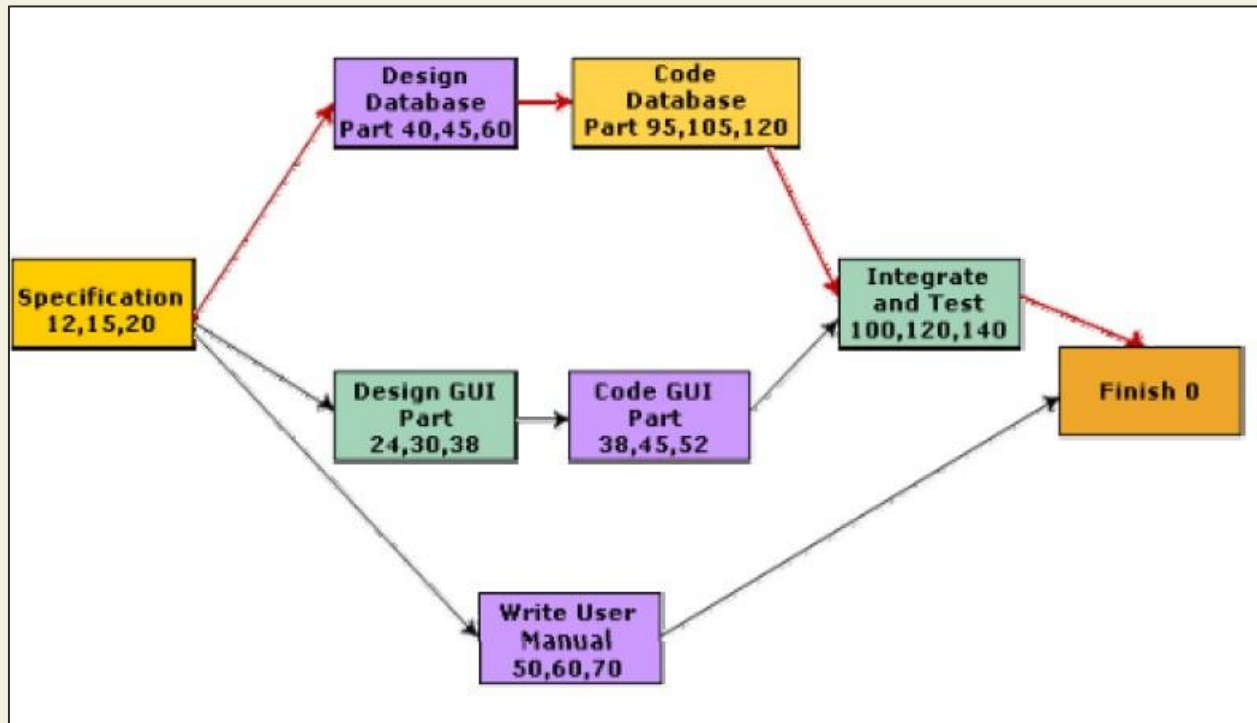 Design
Database
Part 40,45,60
Code
Database
Part 95,105,120
Specification
12,15,20
Integrate
and Test
100,120,140
Design GUI
Part
24,30,38
Code GUI
Part
38,45,52
Finish 0
Write User
Manual
50,60,70